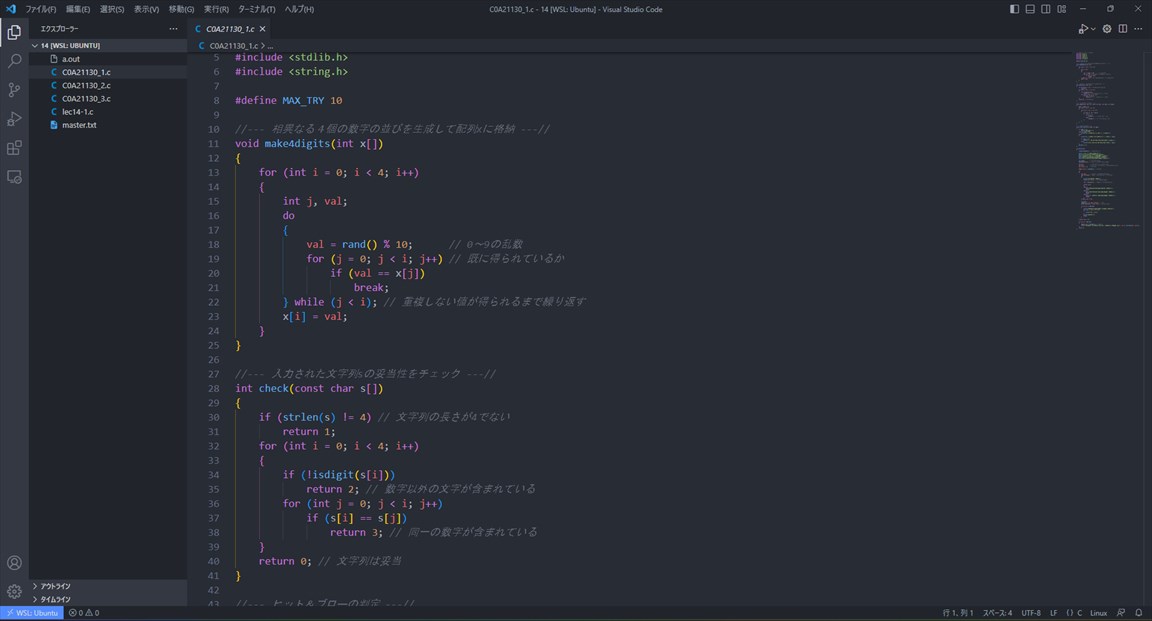 ファイル(F) 編集(E) 選択(S) 表示(V) 移動(G) 実行(R) ターミナル(T) ヘルプ(H)
C0A21130_1.c - 14 [WSL: Ubuntu] - Visual Studio Code
エクスプローラー ...
14 [WSL: UBUNTU]
a.out
C C0A21130_1.c
C C0A21130_2.c
C C0A21130_3.c
C lec14-1.c
master.txt
アウトライン
タイムライン
C C0A21130_1.c ×
C C0A21130_1.c > ...
5 #include <stdlib.h>
6 #include <string.h>
7
8 #define MAX_TRY 10
9
10 //--- 相異なる４個の数字の並びを生成して配列xに格納 ---//
11 void make4digits(int x[])
12 {
13 for (int i = 0; i < 4; i++)
14 {
15 int j, val;
16 do
17 {
18 val = rand() % 10; // 0～9の乱数
19 for (j = 0; j < i; j++) // 既に得られているか
20 if (val == x[j])
21 break;
22 } while (j < i); // 重複しない値が得られるまで繰り返す
23 x[i] = val;
24 }
25 }
26
27 //--- 入力された文字列sの妥当性をチェック ---//
28 int check(const char s[])
29 {
30 if (strlen(s) != 4) // 文字列の長さが4でない
31 return 1;
32 for (int i = 0; i < 4; i++)
33 {
34 if (!isdigit(s[i]))
35 return 2; // 数字以外の文字が含まれている
36 for (int j = 0; j < i; j++)
37 if (s[i] == s[j])
38 return 3; // 同一の数字が含まれている
39 }
40 return 0; // 文字列は妥当
41 }
42
43 //--- ヒット＆ブローの判定 ---//
WSL: Ubuntu 0 0
行 1、列 1 スペース: 4 UTF-8 LF {} C Linux